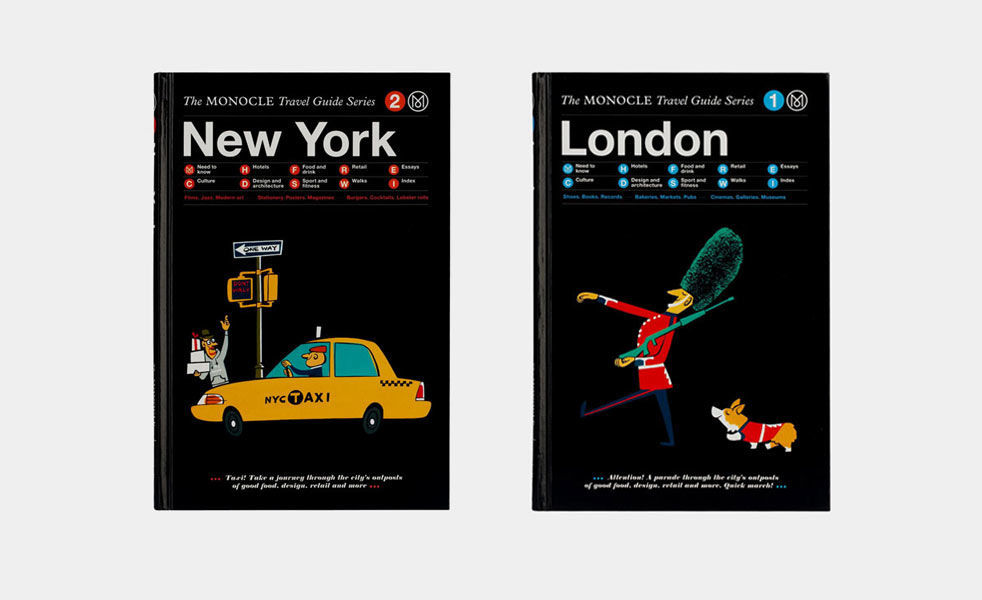 The MONOCLE Travel Guide Series 2 M
New York
Need to know
H Hotels
F Food and drink
R Retail
E Essays
C Culture
D Design and architecture
S Sport and fitness
W Walks
I Index
Films, Jazz, Modern art Stationery, Posters, Magazines Burgers, Cocktails, Lobster rolls
ONE WAY
DONT
WALK
NYC TAXI
••• Taxi! Take a journey through the city's outposts
of good food, design, retail and more •••
The MONOCLE Travel Guide Series 1 M
London
Need to know
H Hotels
F Food and drink
R Retail
E Essays
C Culture
D Design and architecture
S Sport and fitness
W Walks
I Index
Shoes, Books, Records Bakeries, Markets, Pubs Cinemas, Galleries, Museums
••• Attention! A parade through the city's outposts
of good food, design, retail and more. Quick march! •••